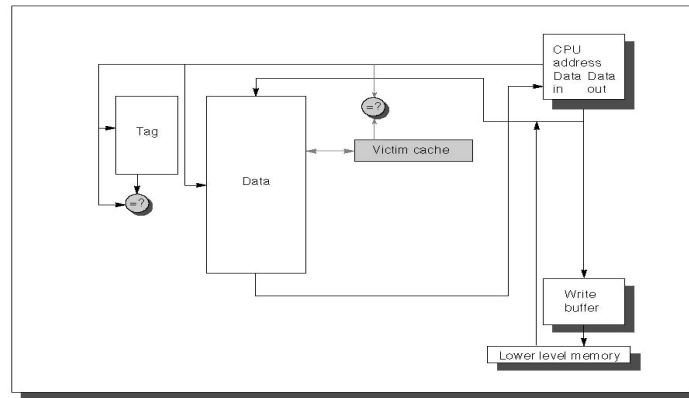 CPU
address
Data Data
in out
=?
Tag
Victim cache
Data
=?
Write
buffer
Lower level memory